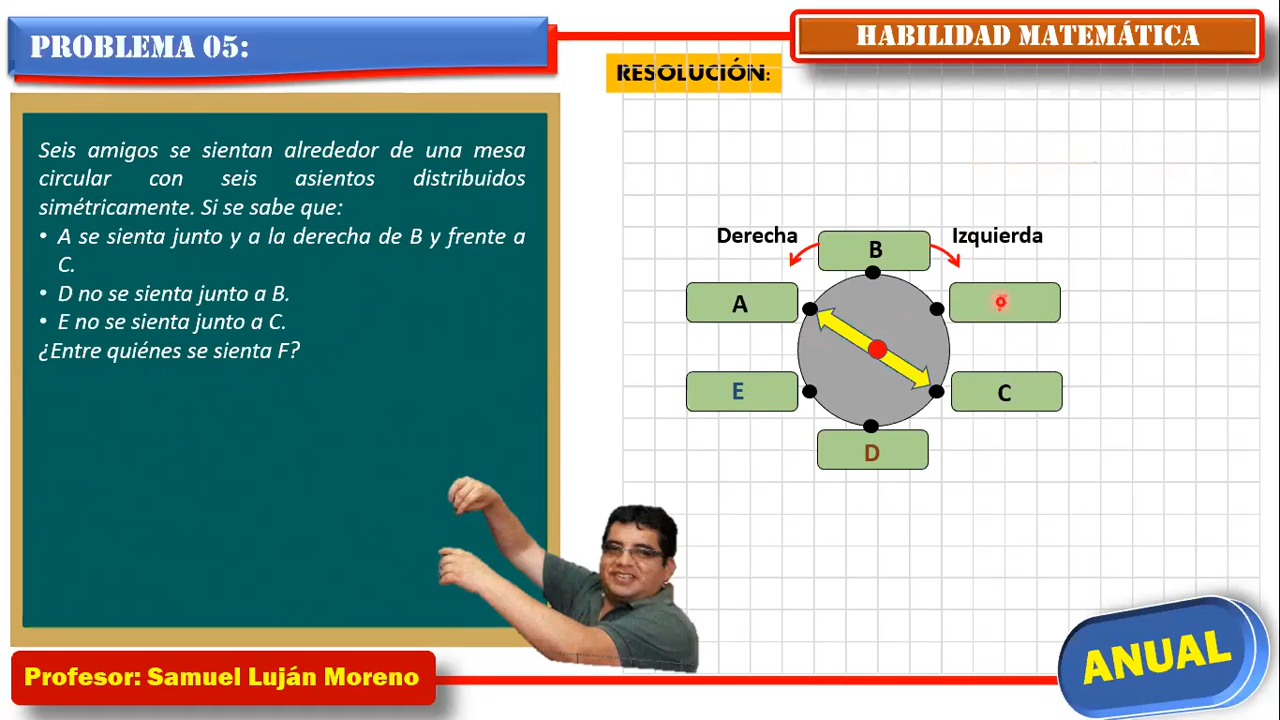 PROBLEMA 05:
HABILIDAD MATEMÁTICA
RESOLUCIÓN:
Seis amigos se sientan alrededor de una mesa
circular con seis asientos distribuidos
simétricamente. Si se sabe que:
• A se sienta junto y a la derecha de B y frente a
C.
• D no se sienta junto a B.
• E no se sienta junto a C.
¿Entre quiénes se sienta F?
Derecha
B
Izquierda
A
E
C
D
Profesor: Samuel Luján Moreno
ANUAL